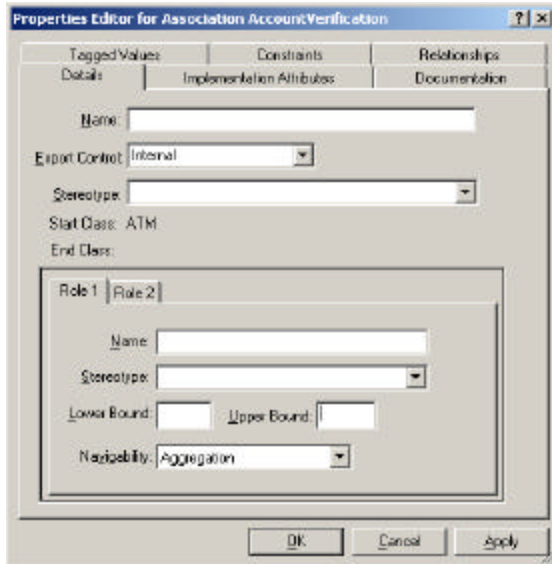 Properties Editor for Association AccountVerification
Tagged Values Constraints Relationships
Details Implementation Attributes Documentation
Name:
Export Control: Internal
Stereotype:
Start Class: ATM
End Class:
Role 1 Role 2
Name:
Stereotype:
Lower Bound: Upper Bound:
Navigability: Aggregation
OK Cancel Apply